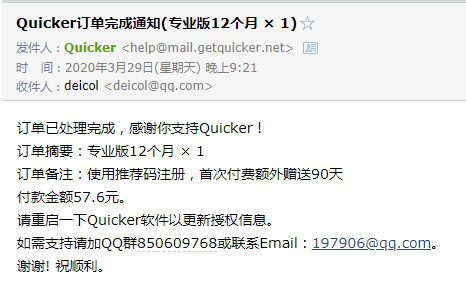 Quicker订单完成通知(专业版12个月 × 1)
发件人：Quicker <help@mail.getquicker.net>
时　间：2020年3月29日(星期天) 晚上9:21
收件人：deicol <deicol@qq.com>
订单已处理完成，感谢你支持Quicker！
订单摘要：专业版12个月 × 1
订单备注：使用推荐码注册，首次付费额外赠送90天
付款金额57.6元。
请重启一下Quicker软件以更新授权信息。
如需支持请加QQ群850609768或联系Email：197906@qq.com。
谢谢! 祝顺利。